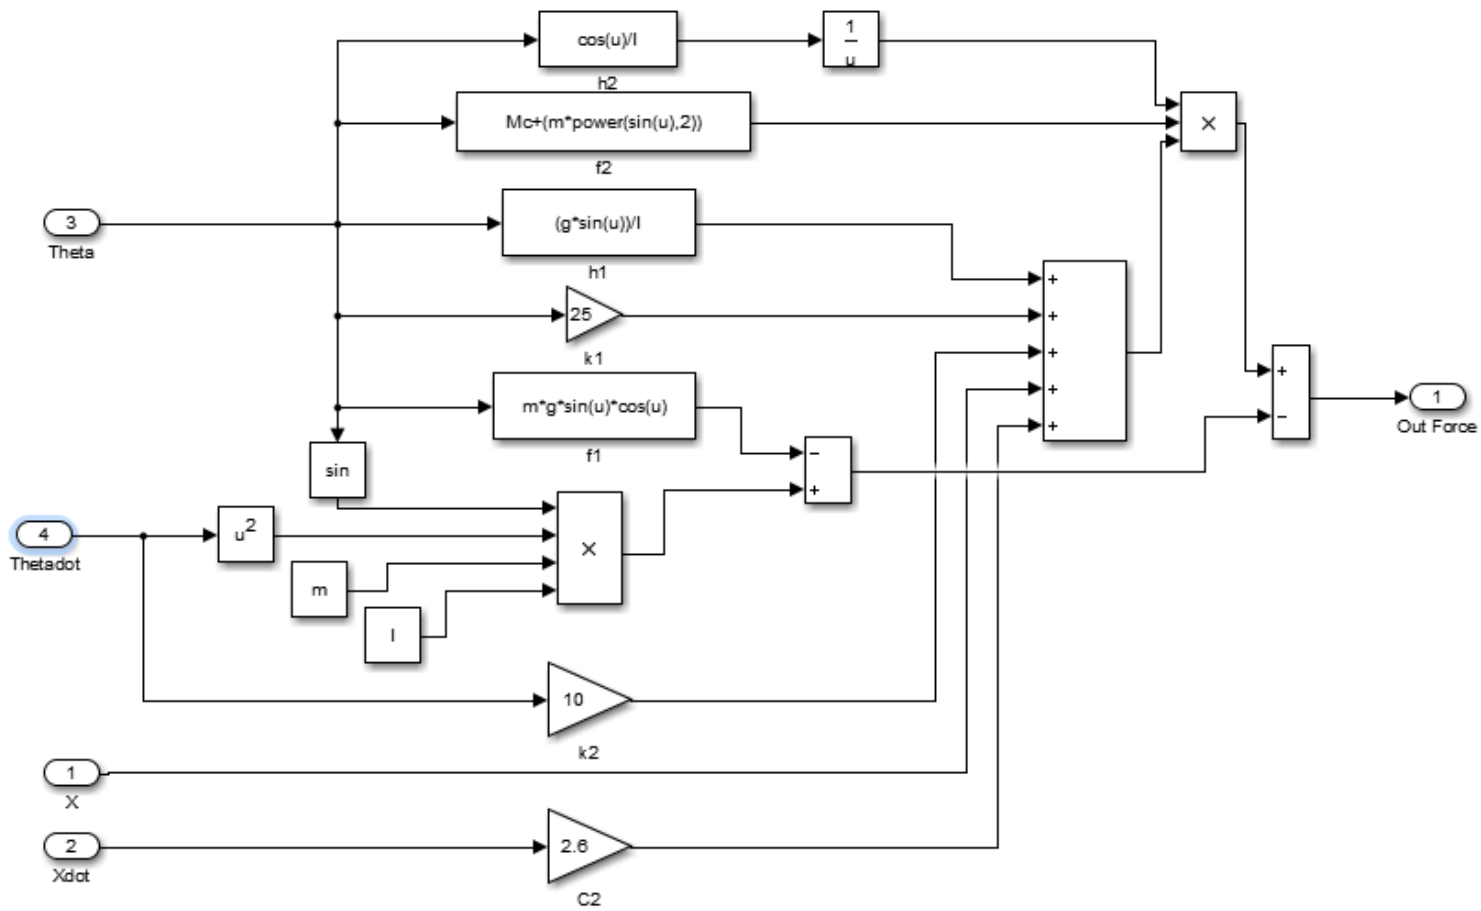 cos(u)/l
h2
1
u
Mc+(m*power(sin(u),2))
f2
×
3
Theta
(g*sin(u))/l
h1
+
+
+
+
+
25
k1
m*g*sin(u)*cos(u)
f1
+
−
1
Out Force
sin
−
+
4
Thetadot
u2
×
m
l
10
k2
1
X
2
Xdot
2.6
C2